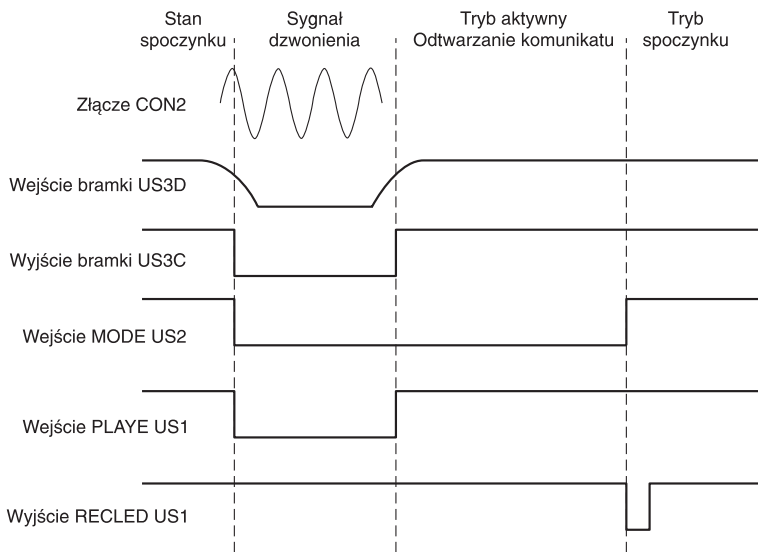 Stan
spoczynku
Sygnał
dzwonienia
Tryb aktywny
Odtwarzanie komunikatu
Tryb
spoczynku
Złącze CON2
Wejście bramki US3D
Wyjście bramki US3C
Wejście MODE US2
Wejście PLAYE US1
Wyjście RECLED US1